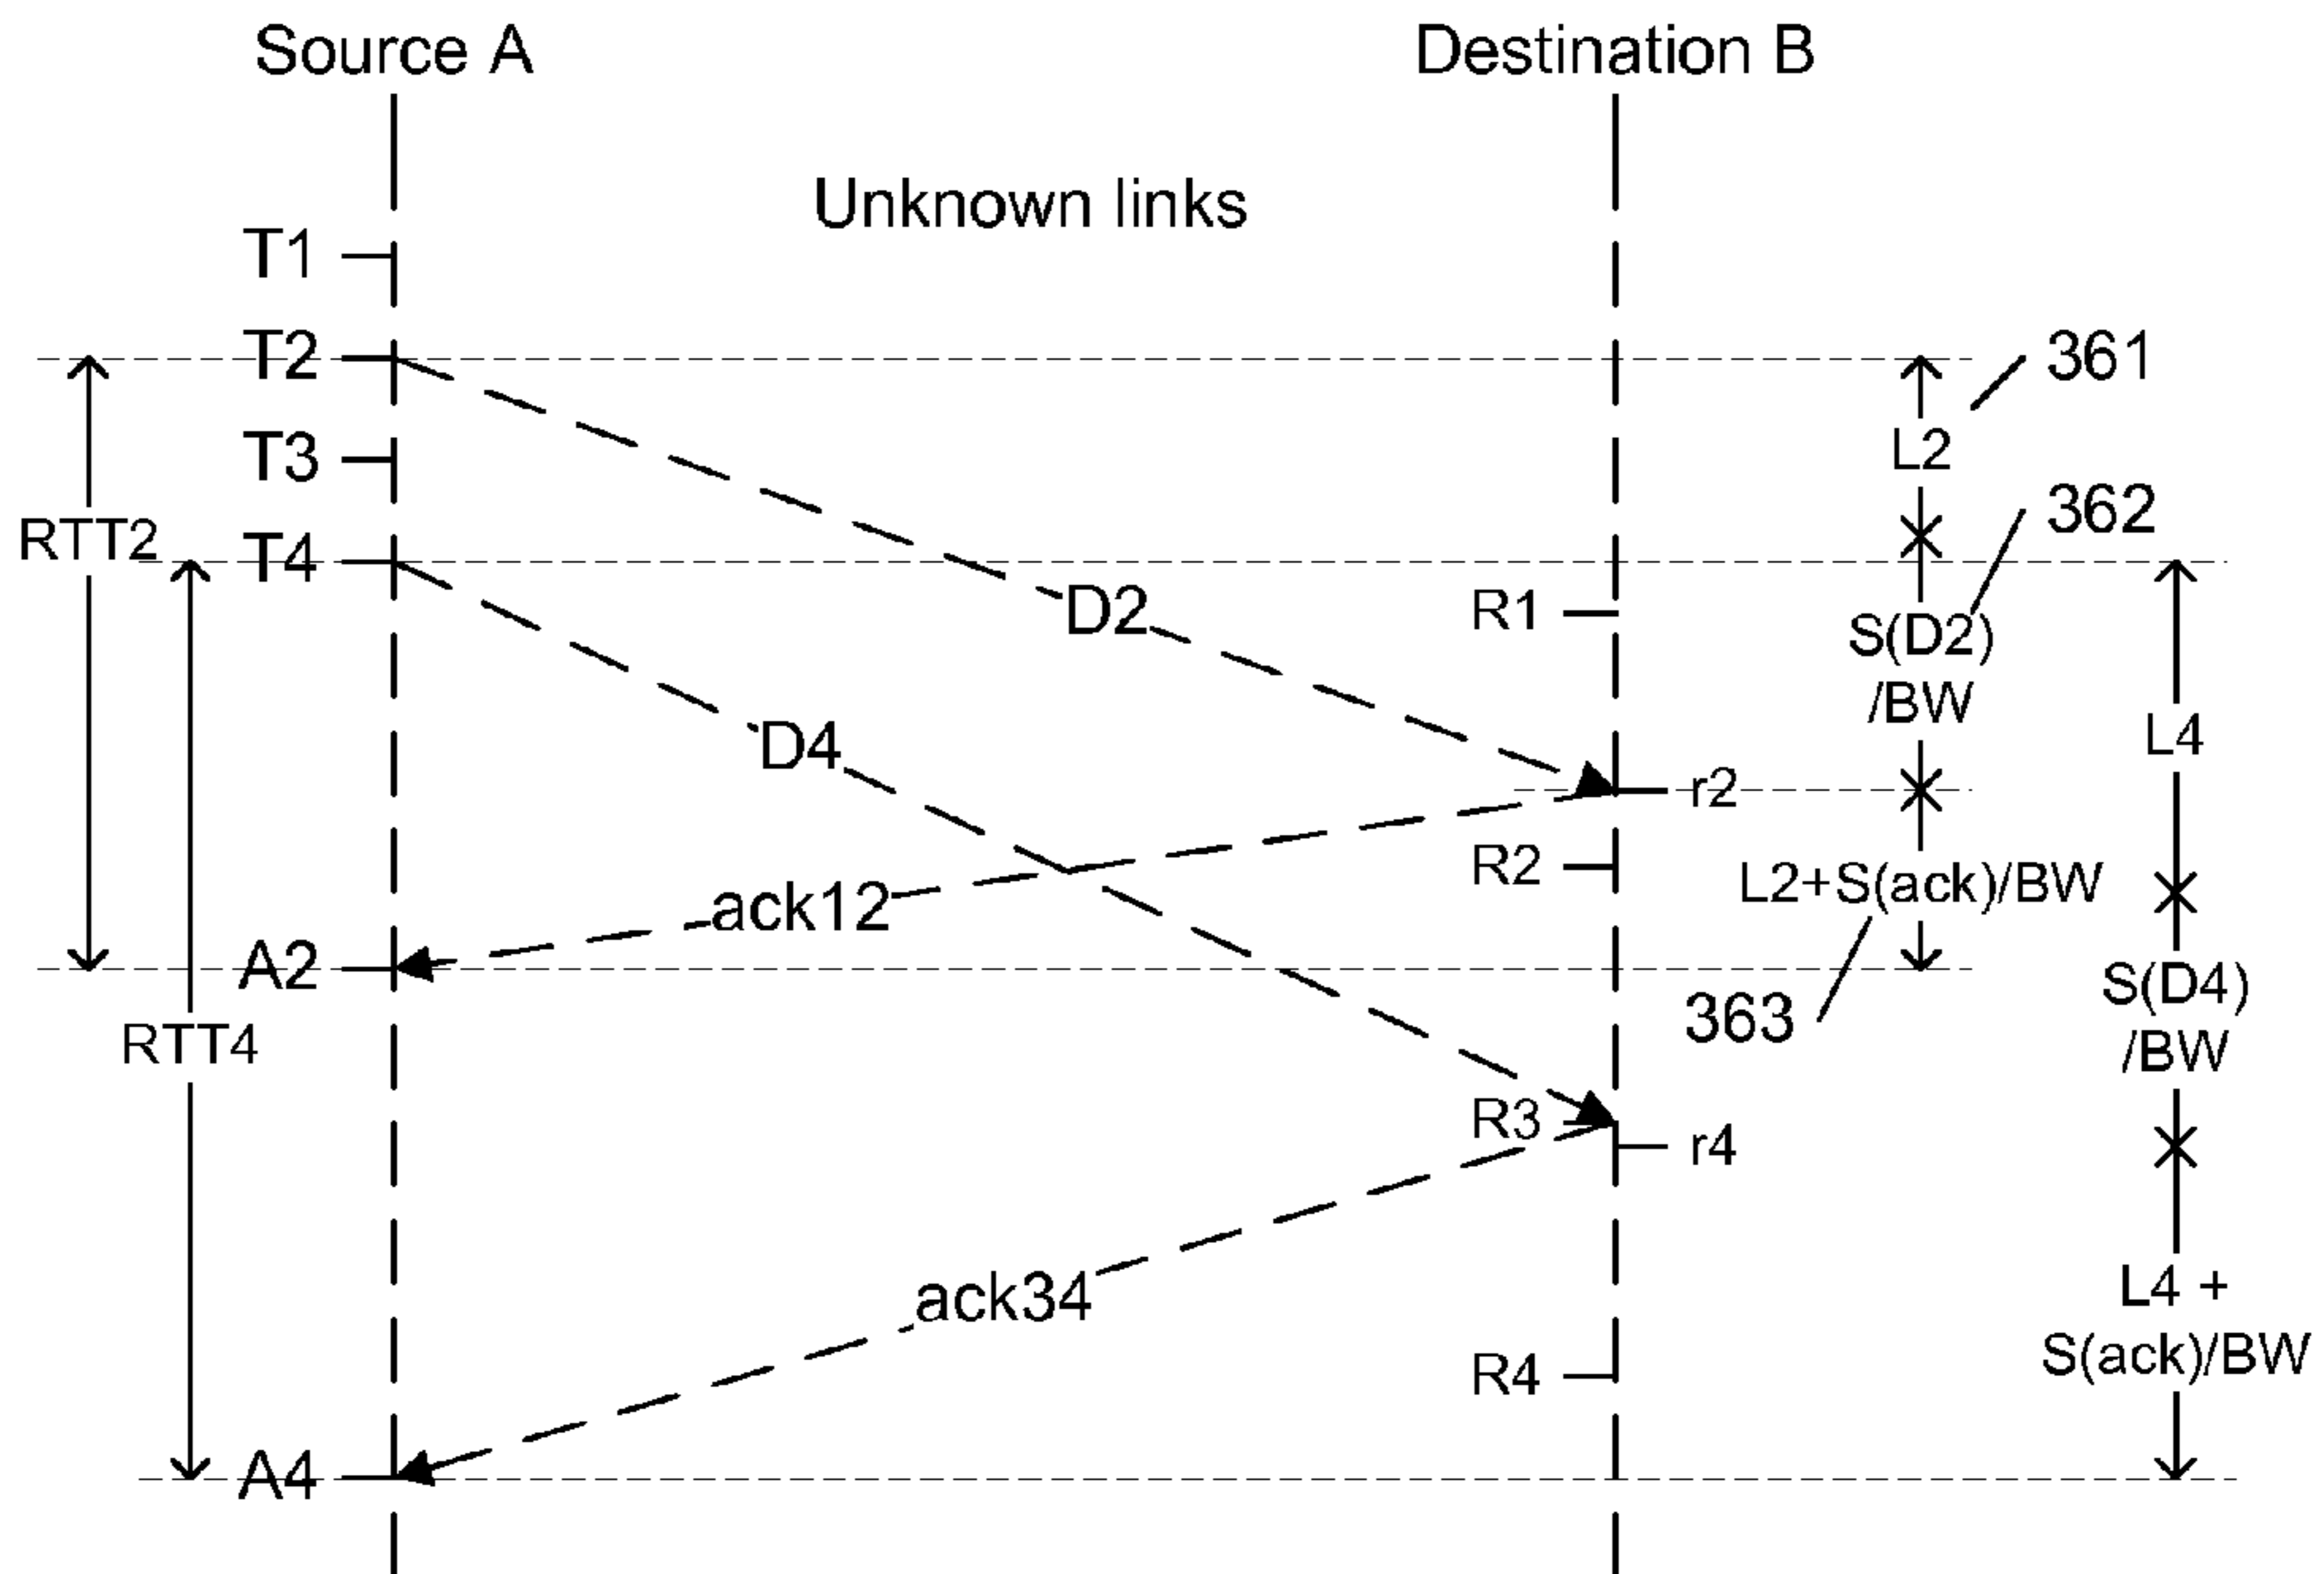 Source A
Destination B
Unknown links
T1
T2
361
T3
L2
362
RTT2
T4
D2
R1
S(D2)
/BW
D4
L4
r2
R2
L2+S(ack)/BW
ack12
A2
S(D4)
/BW
363
RTT4
R3
r4
ack34
L4 +
S(ack)/BW
R4
A4